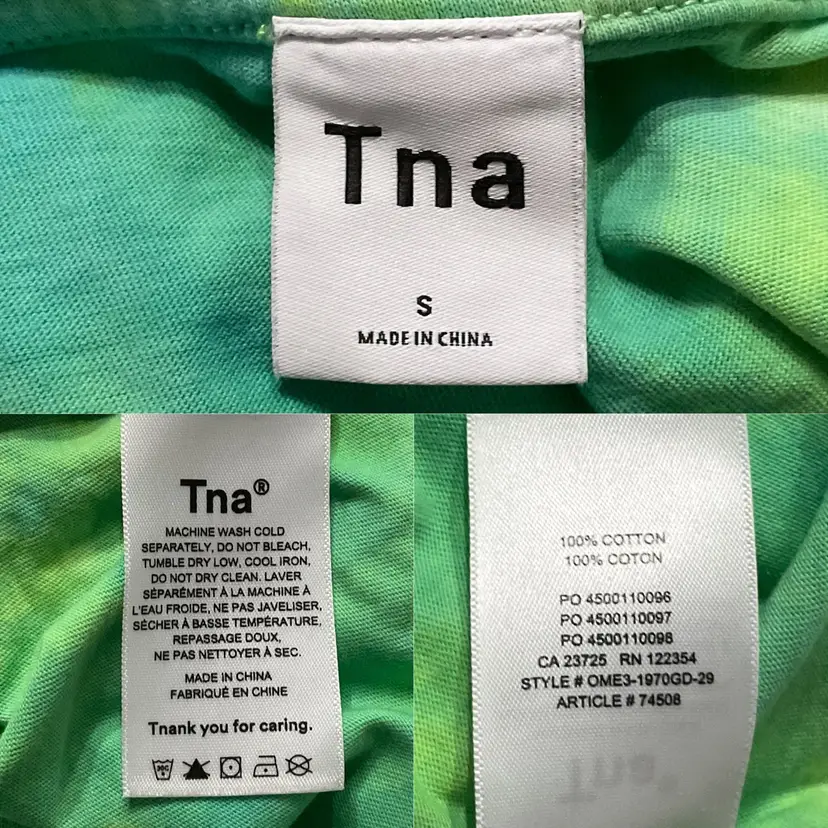 Tna
S
MADE IN CHINA
Tna®
MACHINE WASH COLD
SEPARATELY, DO NOT BLEACH,
TUMBLE DRY LOW, COOL IRON,
DO NOT DRY CLEAN. LAVER
SÉPARÉMENT À LA MACHINE À
L'EAU FROIDE, NE PAS JAVELISER,
SÉCHER À BASSE TEMPÉRATURE,
REPASSAGE DOUX,
NE PAS NETTOYER À SEC.
MADE IN CHINA
FABRIQUÉ EN CHINE
Tnank you for caring.
30C
100% COTTON
100% COTON
PO 4500110096
PO 4500110097
PO 4500110098
CA 23725 RN 122354
STYLE # OME3-1970GD-29
ARTICLE # 74508
Tna®